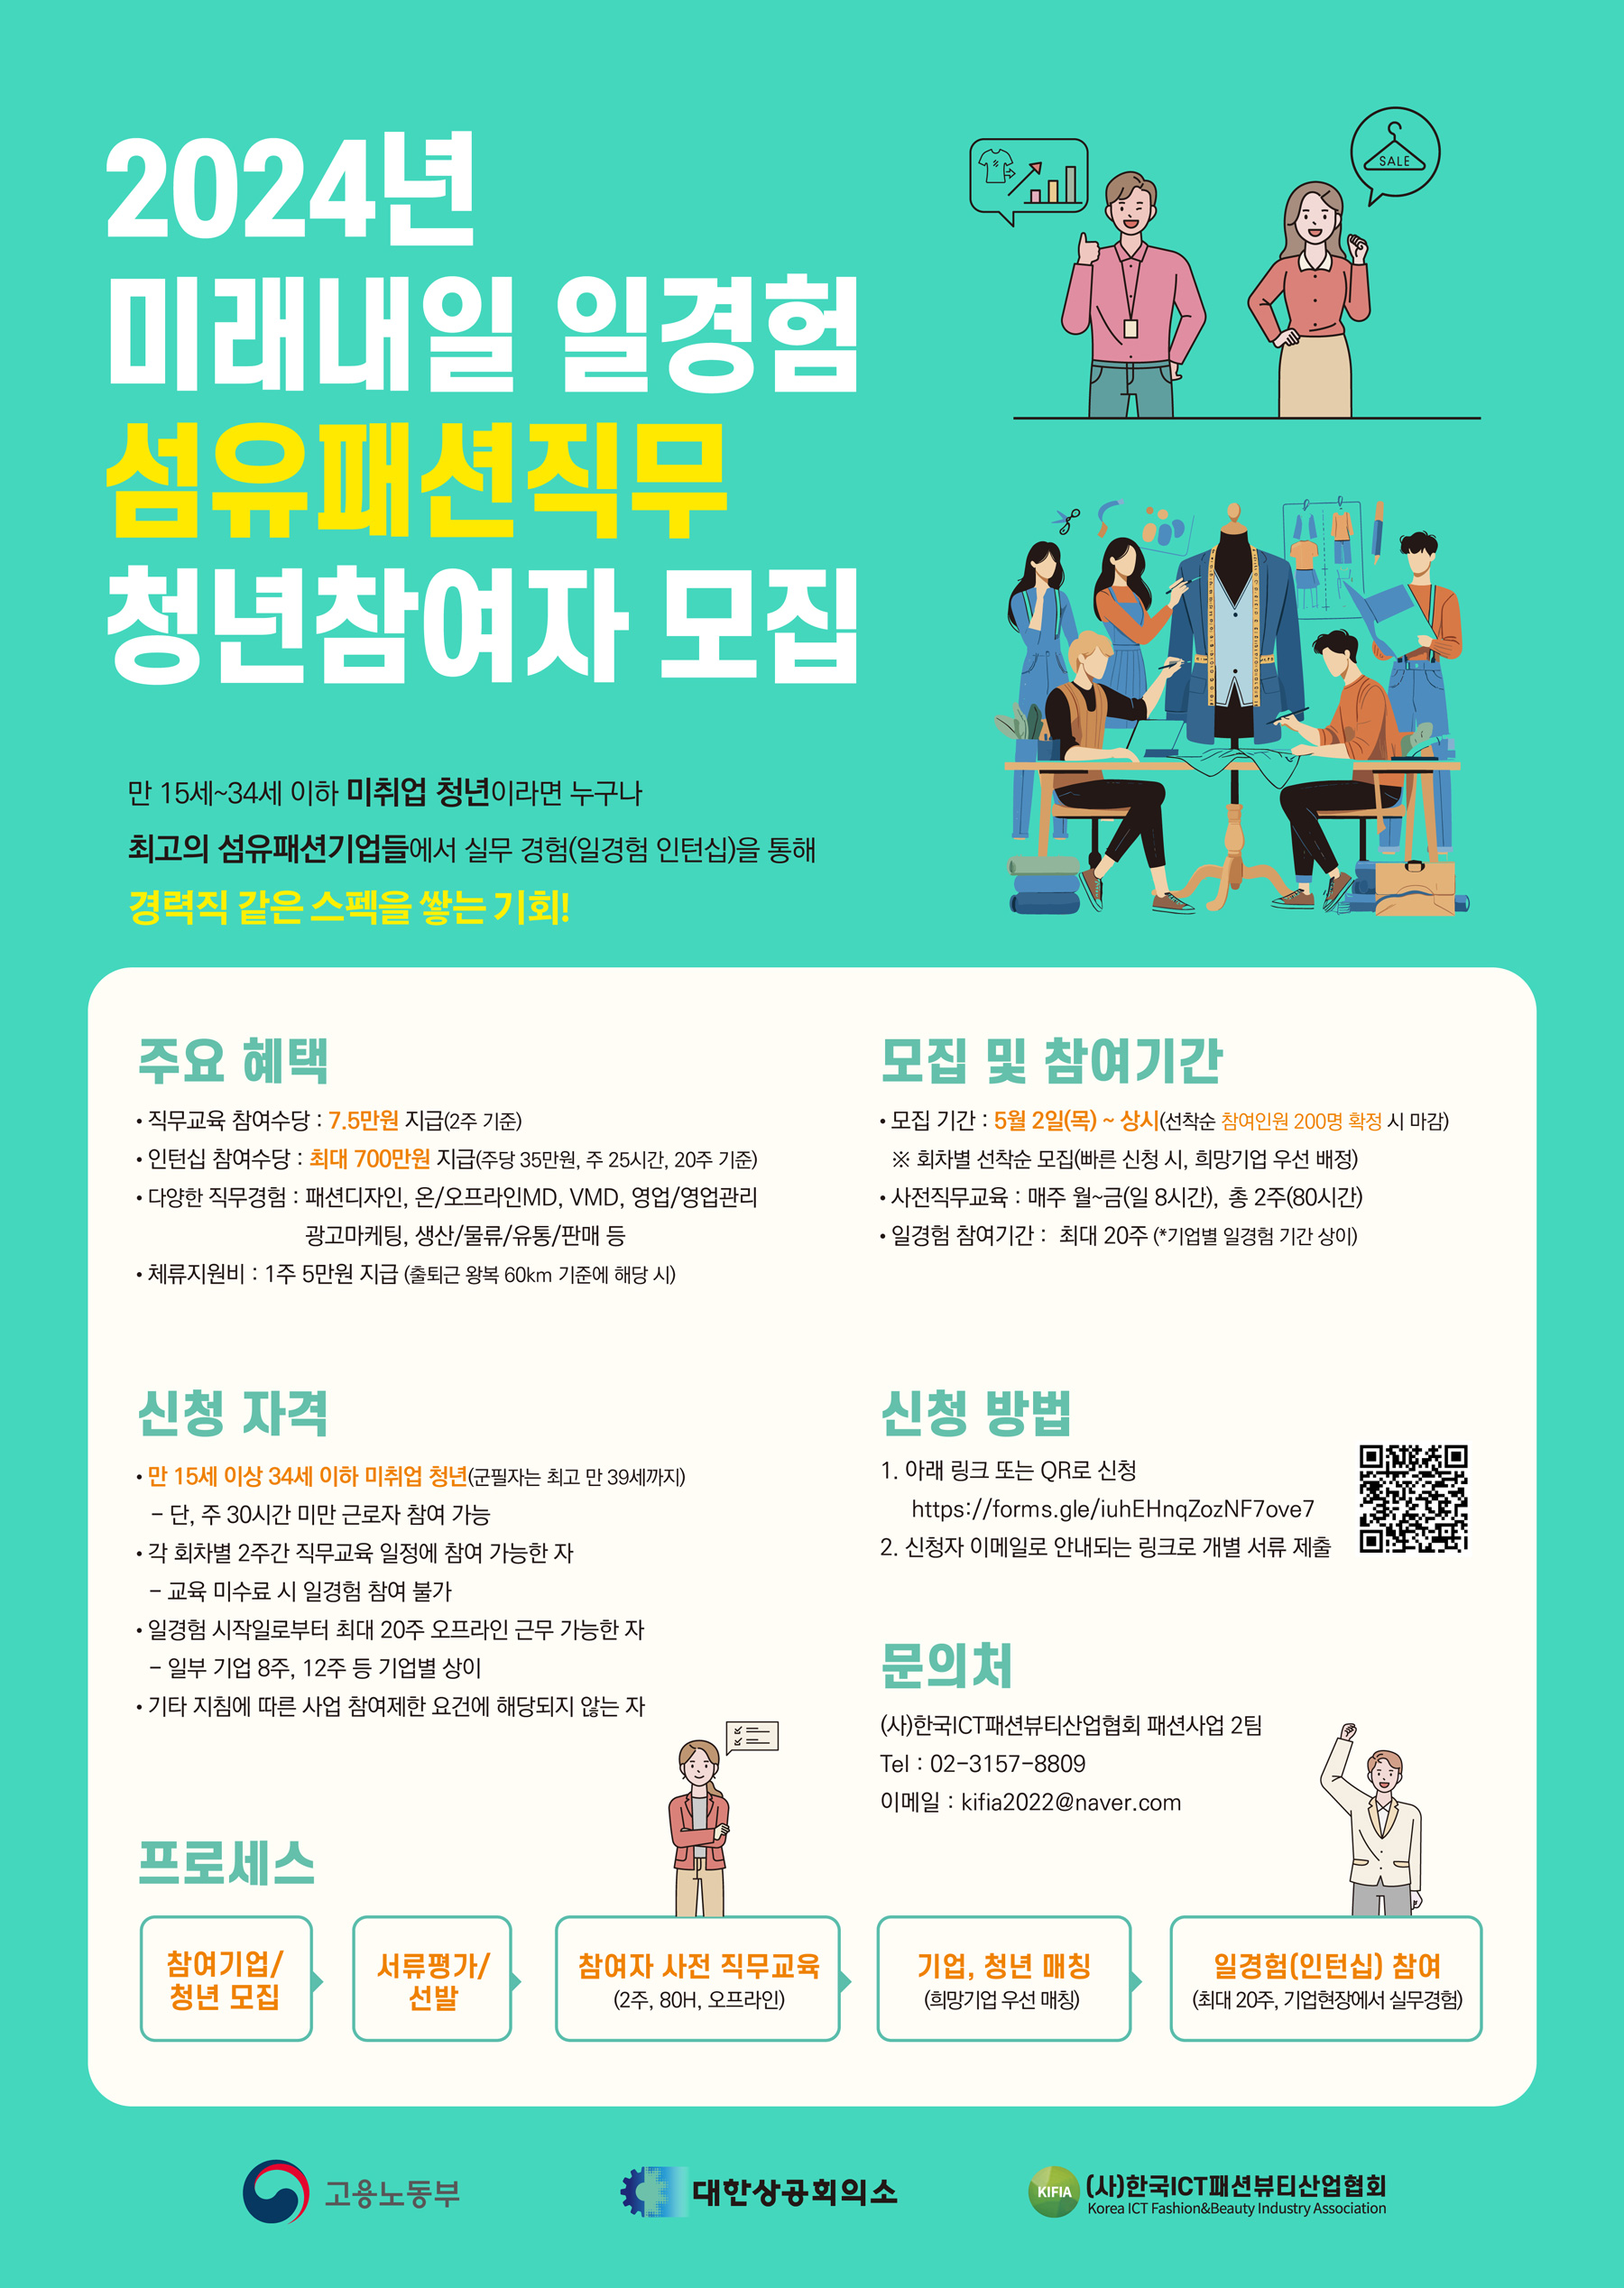 2024년
미래내일 일경험
섬유패션직무
청년참여자 모집
SALE
만 15세~34세 이하 미취업 청년이라면 누구나
최고의 섬유패션기업들에서 실무 경험(일경험 인턴십)을 통해
경력직 같은 스펙을 쌓는 기회!
주요 혜택
• 직무교육 참여수당 : 7.5만원 지급(2주 기준)
• 인턴십 참여수당 : 최대 700만원 지급(주당 35만원, 주 25시간, 20주 기준)
• 다양한 직무경험 : 패션디자인, 온/오프라인MD, VMD, 영업/영업관리
광고마케팅, 생산/물류/유통/판매 등
• 체류지원비 : 1주 5만원 지급 (출퇴근 왕복 60km 기준에 해당 시)
모집 및 참여기간
• 모집 기간 : 5월 2일(목) ~ 상시(선착순 참여인원 200명 확정 시 마감)
※ 회차별 선착순 모집(빠른 신청 시, 희망기업 우선 배정)
• 사전직무교육 : 매주 월~금(일 8시간), 총 2주(80시간)
• 일경험 참여기간 : 최대 20주 (*기업별 일경험 기간 상이)
신청 자격
• 만 15세 이상 34세 이하 미취업 청년(군필자는 최고 만 39세까지)
- 단, 주 30시간 미만 근로자 참여 가능
• 각 회차별 2주간 직무교육 일정에 참여 가능한 자
- 교육 미수료 시 일경험 참여 불가
• 일경험 시작일로부터 최대 20주 오프라인 근무 가능한 자
- 일부 기업 8주, 12주 등 기업별 상이
• 기타 지침에 따른 사업 참여제한 요건에 해당되지 않는 자
신청 방법
1. 아래 링크 또는 QR로 신청
https://forms.gle/iuhEHnqZozNF7ove7
2. 신청자 이메일로 안내되는 링크로 개별 서류 제출
문의처
(사)한국ICT패션뷰티산업협회 패션사업 2팀
Tel : 02-3157-8809
이메일 : kifia2022@naver.com
프로세스
참여기업/
청년 모집
서류평가/
선발
참여자 사전 직무교육
(2주, 80H, 오프라인)
기업, 청년 매칭
(희망기업 우선 매칭)
일경험(인턴십) 참여
(최대 20주, 기업현장에서 실무경험)
고용노동부
대한상공회의소
KIFIA
(사)한국ICT패션뷰티산업협회
Korea ICT Fashion&Beauty Industry Association